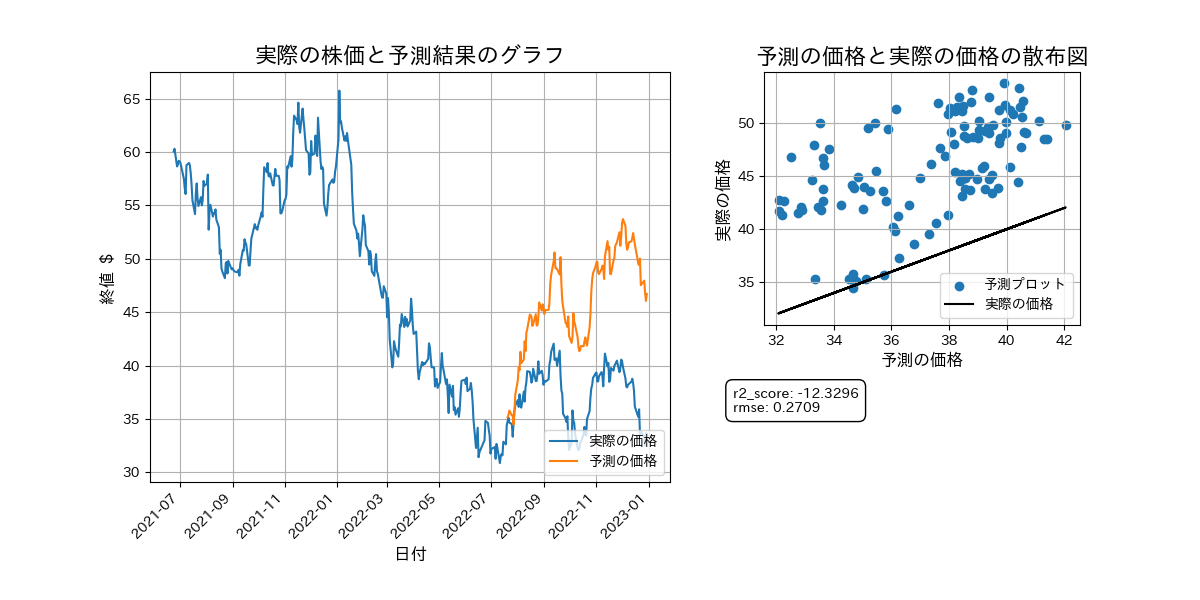 実際の株価と予測結果のグラフ
終値 $
65
60
55
50
45
40
35
30
2021-07
2021-09
2021-11
2022-01
2022-03
2022-05
2022-07
2022-09
2022-11
2023-01
日付
実際の価格
予測の価格
予測の価格と実際の価格の散布図
実際の価格
50
45
40
35
32
34
36
38
40
42
予測の価格
予測プロット
実際の価格
r2_score: -12.3296
rmse: 0.2709